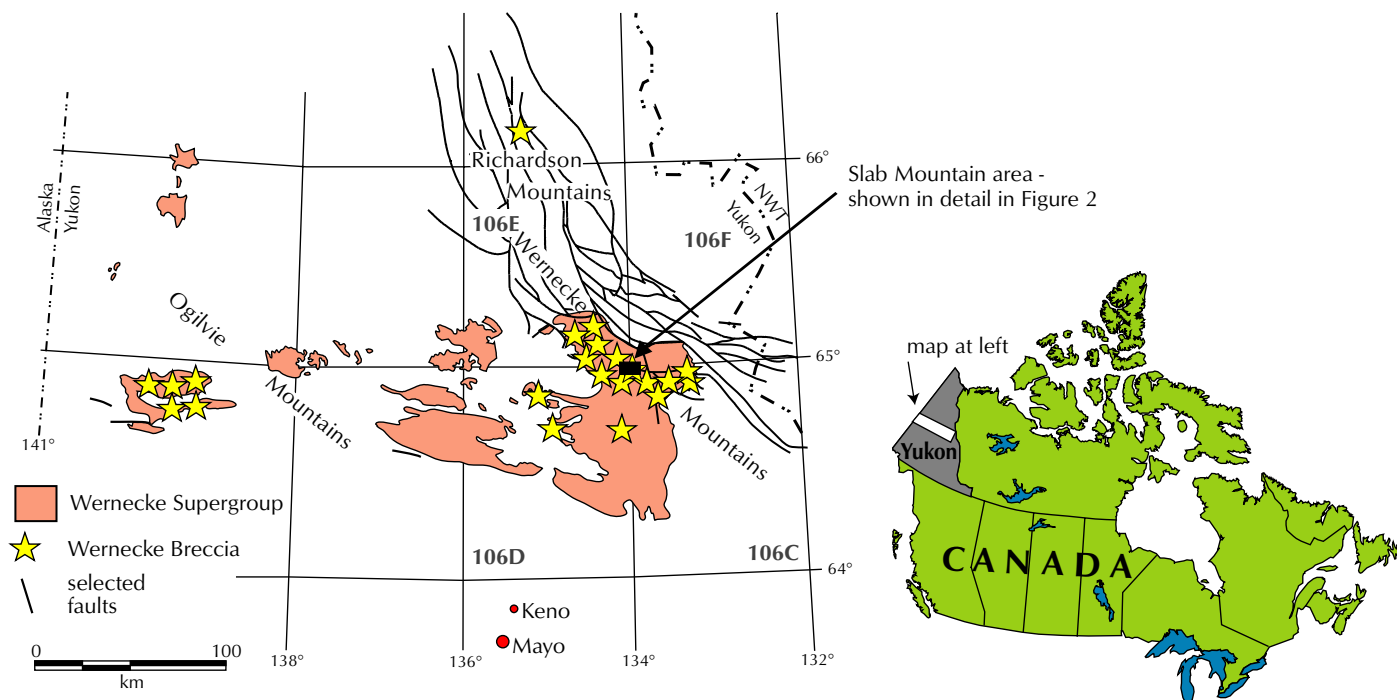 66°
Richardson
Mountains
Slab Mountain area -
shown in detail in Figure 2
Alaska
Yukon
NWT
Yukon
106E
106F
Wernecke
Ogilvie
map at left
65°
Mountains
Mountains
141°
Yukon
Wernecke Supergroup
Wernecke Breccia
selected
faults
106D
106C
64°
CANADA
Keno
Mayo
0 100
km
138°
136°
134°
132°